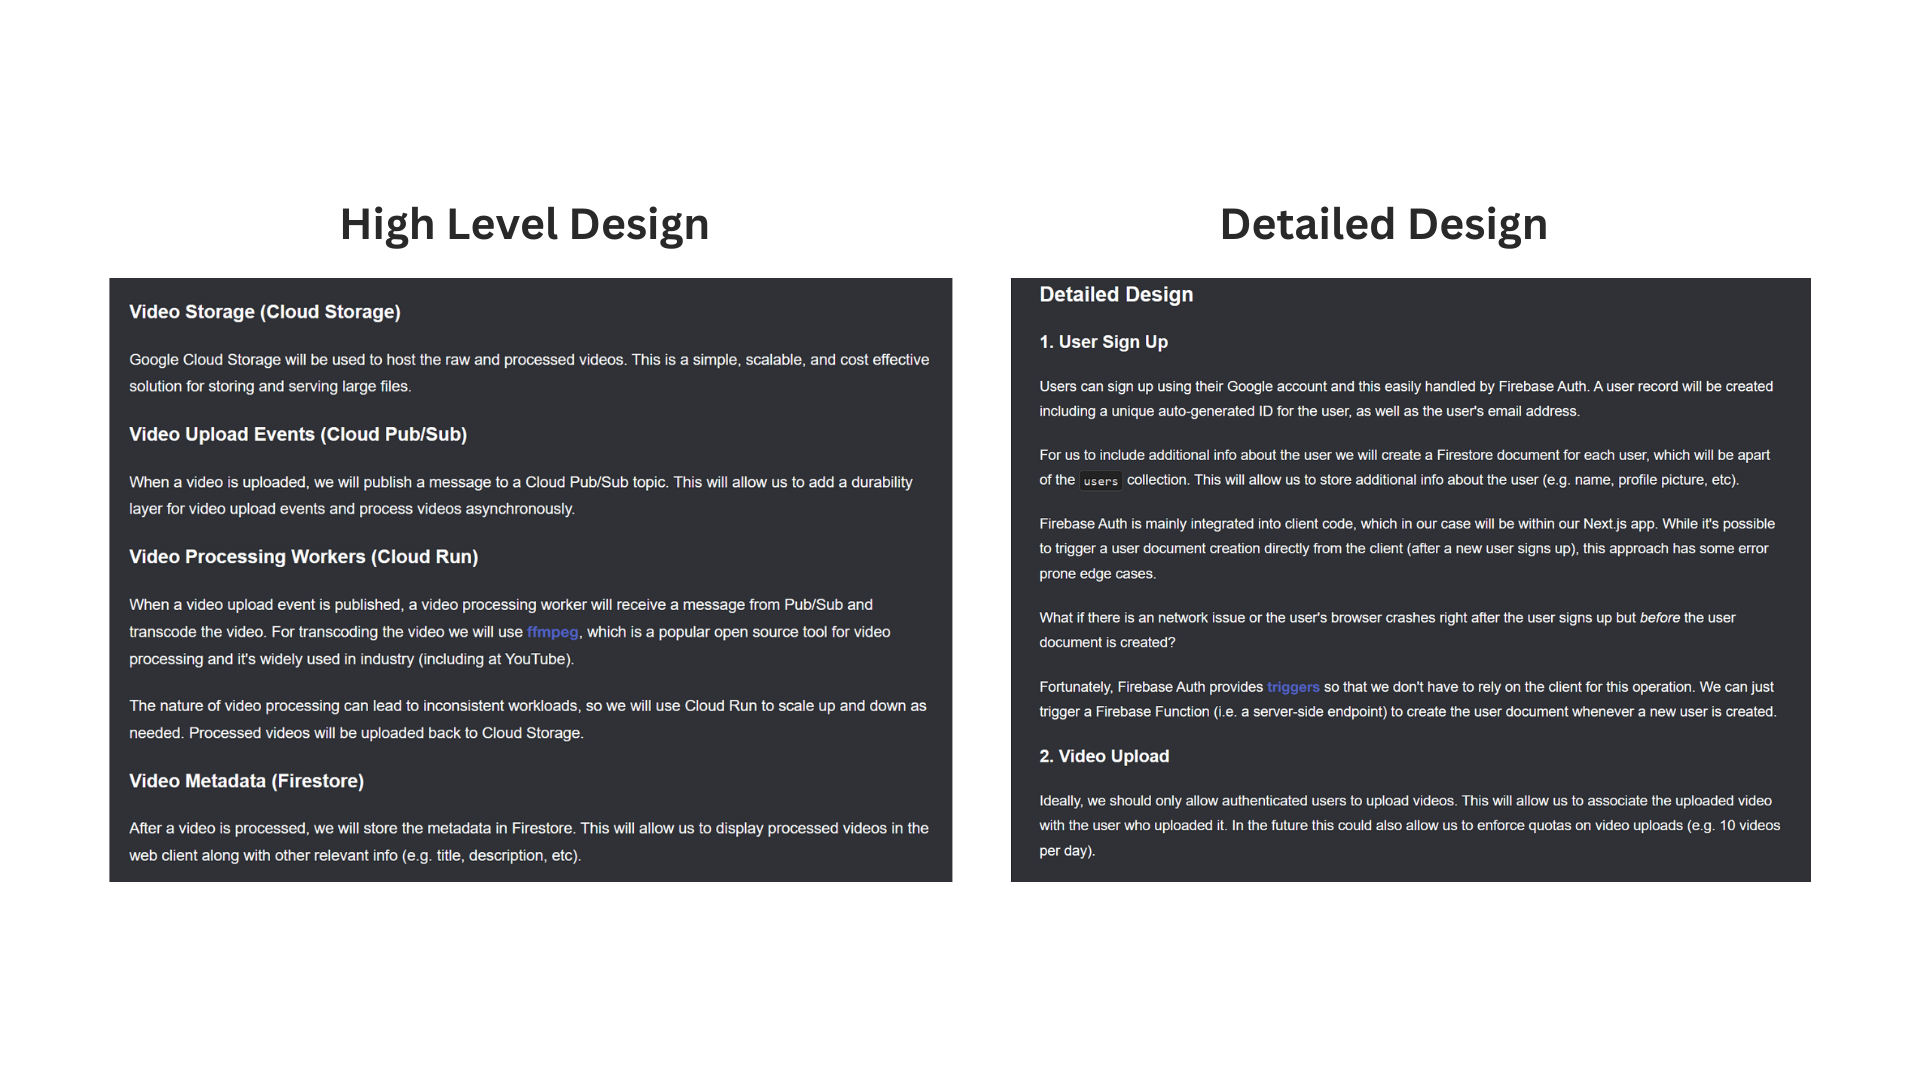 High Level Design
Video Storage (Cloud Storage)
Google Cloud Storage will be used to host the raw and processed videos. This is a simple, scalable, and cost effective
solution for storing and serving large files.
Video Upload Events (Cloud Pub/Sub)
When a video is uploaded, we will publish a message to a Cloud Pub/Sub topic. This will allow us to add a durability
layer for video upload events and process videos asynchronously.
Video Processing Workers (Cloud Run)
When a video upload event is published, a video processing worker will receive a message from Pub/Sub and
transcode the video. For transcoding the video we will use ffmpeg, which is a popular open source tool for video
processing and it's widely used in industry (including at YouTube).
The nature of video processing can lead to inconsistent workloads, so we will use Cloud Run to scale up and down as
needed. Processed videos will be uploaded back to Cloud Storage.
Video Metadata (Firestore)
After a video is processed, we will store the metadata in Firestore. This will allow us to display processed videos in the
web client along with other relevant info (e.g. title, description, etc).
Detailed Design
Detailed Design
1. User Sign Up
Users can sign up using their Google account and this easily handled by Firebase Auth. A user record will be created
including a unique auto-generated ID for the user, as well as the user's email address.
For us to include additional info about the user we will create a Firestore document for each user, which will be apart
of the users collection. This will allow us to store additional info about the user (e.g. name, profile picture, etc).
Firebase Auth is mainly integrated into client code, which in our case will be within our Next.js app. While it's possible
to trigger a user document creation directly from the client (after a new user signs up), this approach has some error
prone edge cases.
What if there is an network issue or the user's browser crashes right after the user signs up but before the user
document is created?
Fortunately, Firebase Auth provides triggers so that we don't have to rely on the client for this operation. We can just
trigger a Firebase Function (i.e. a server-side endpoint) to create the user document whenever a new user is created.
2. Video Upload
Ideally, we should only allow authenticated users to upload videos. This will allow us to associate the uploaded video
with the user who uploaded it. In the future this could also allow us to enforce quotas on video uploads (e.g. 10 videos
per day).